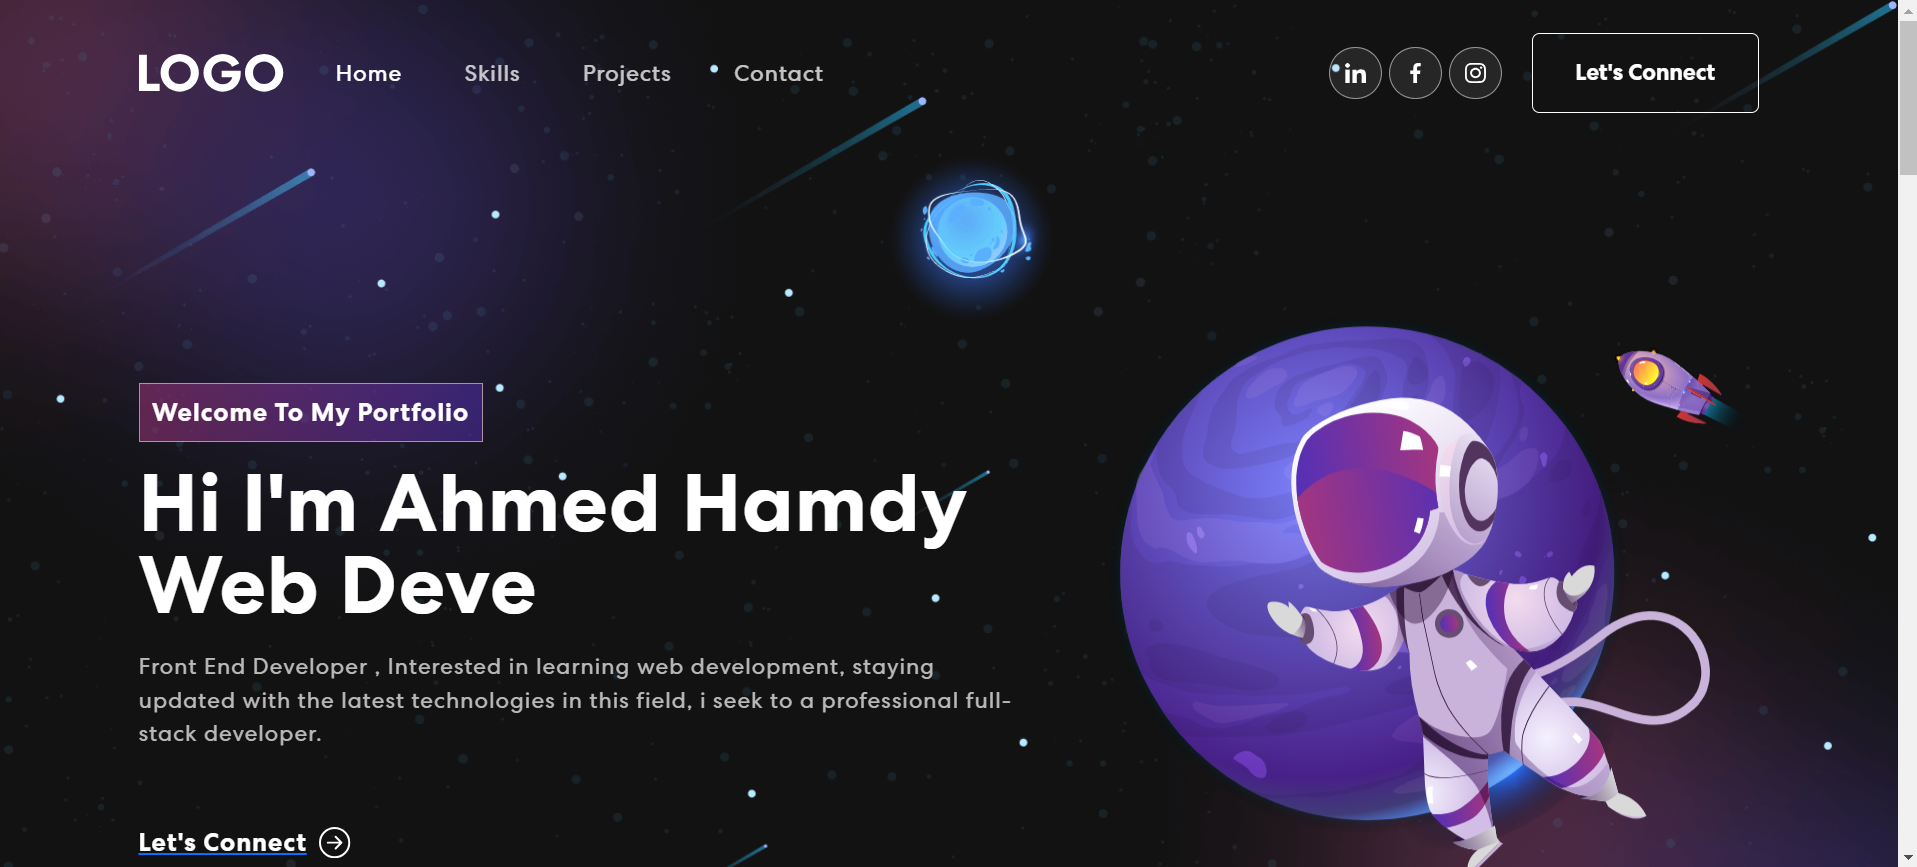 LOGO Home Skills Projects Contact in f Let's Connect
Welcome To My Portfolio
Hi I'm Ahmed Hamdy
Web Deve
Front End Developer , Interested in learning web development, staying
updated with the latest technologies in this field, i seek to a professional full-
stack developer.
Let's Connect